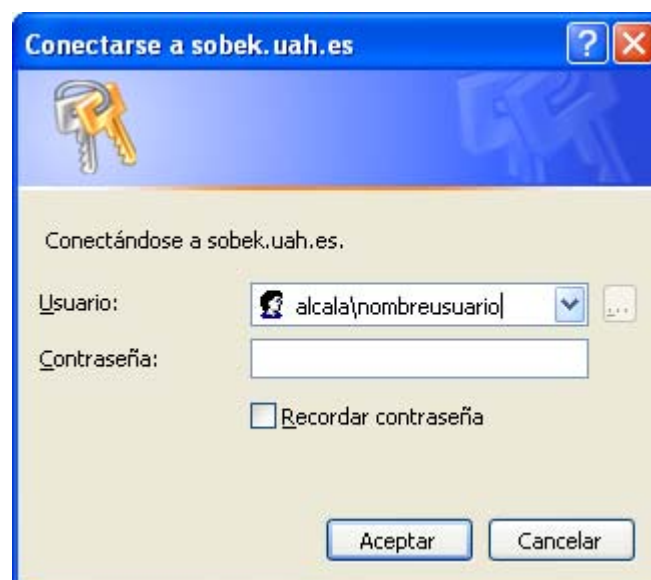 Conectarse a sobek.uah.es
Conectándose a sobek.uah.es.
Usuario: alcala\nombreusuario ...
Contraseña:
Recordar contraseña
Aceptar Cancelar